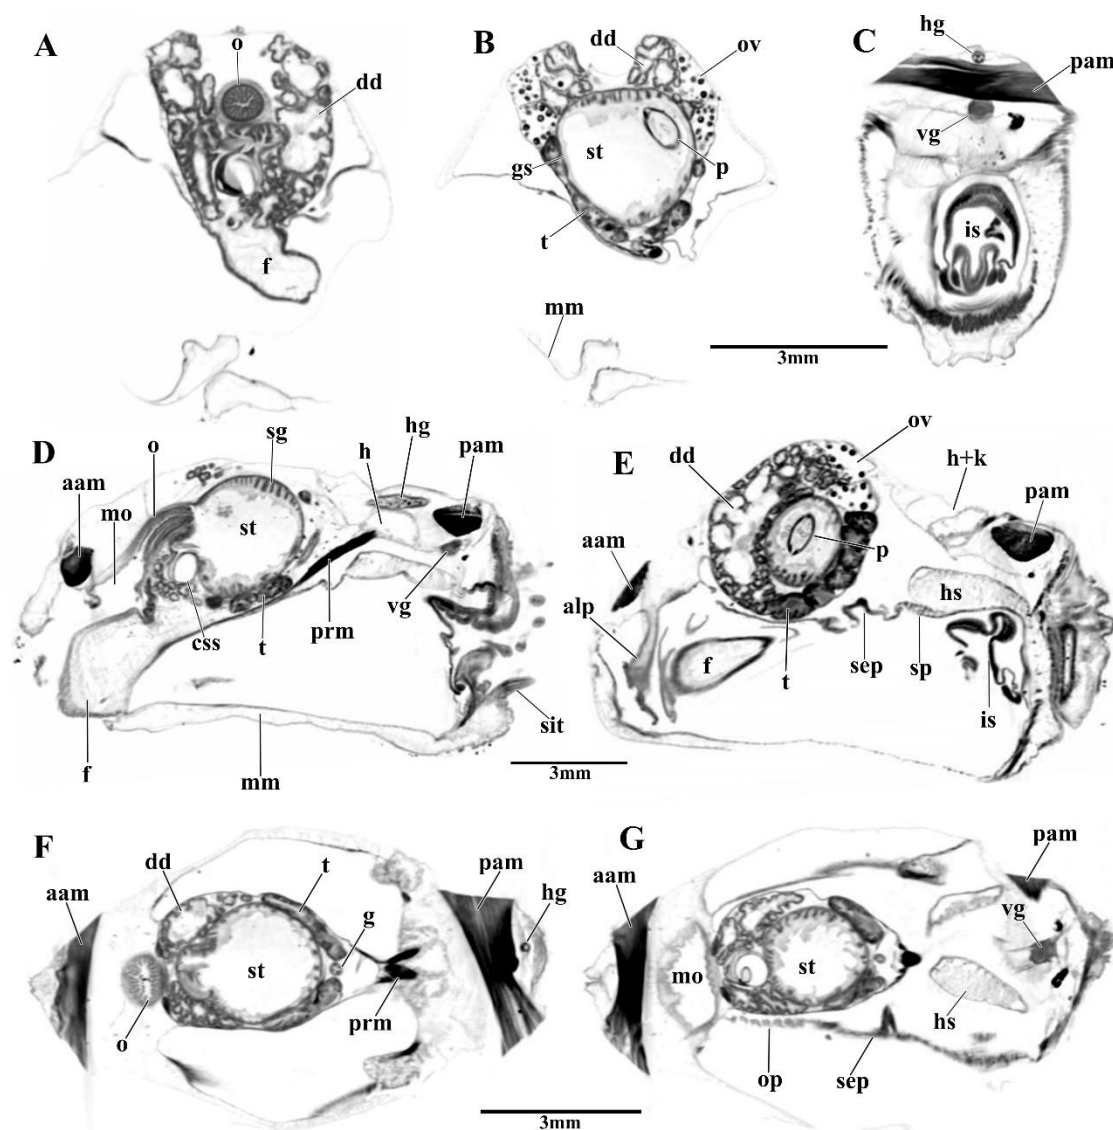 A
o
dd
f
B
dd
ov
st
gs
p
t
mm
C
hg
pam
vg
is
3mm
D
o
sg
h
hg
pam
aam
mo
st
css
t
prm
vg
sit
f
mm
3mm
E
dd
ov
h+k
pam
aam
p
hs
alp
f
t
sep
sp
is
F
dd
t
pam
aam
g
hg
st
o
prm
3mm
G
pam
aam
vg
mo
st
hs
op
sep